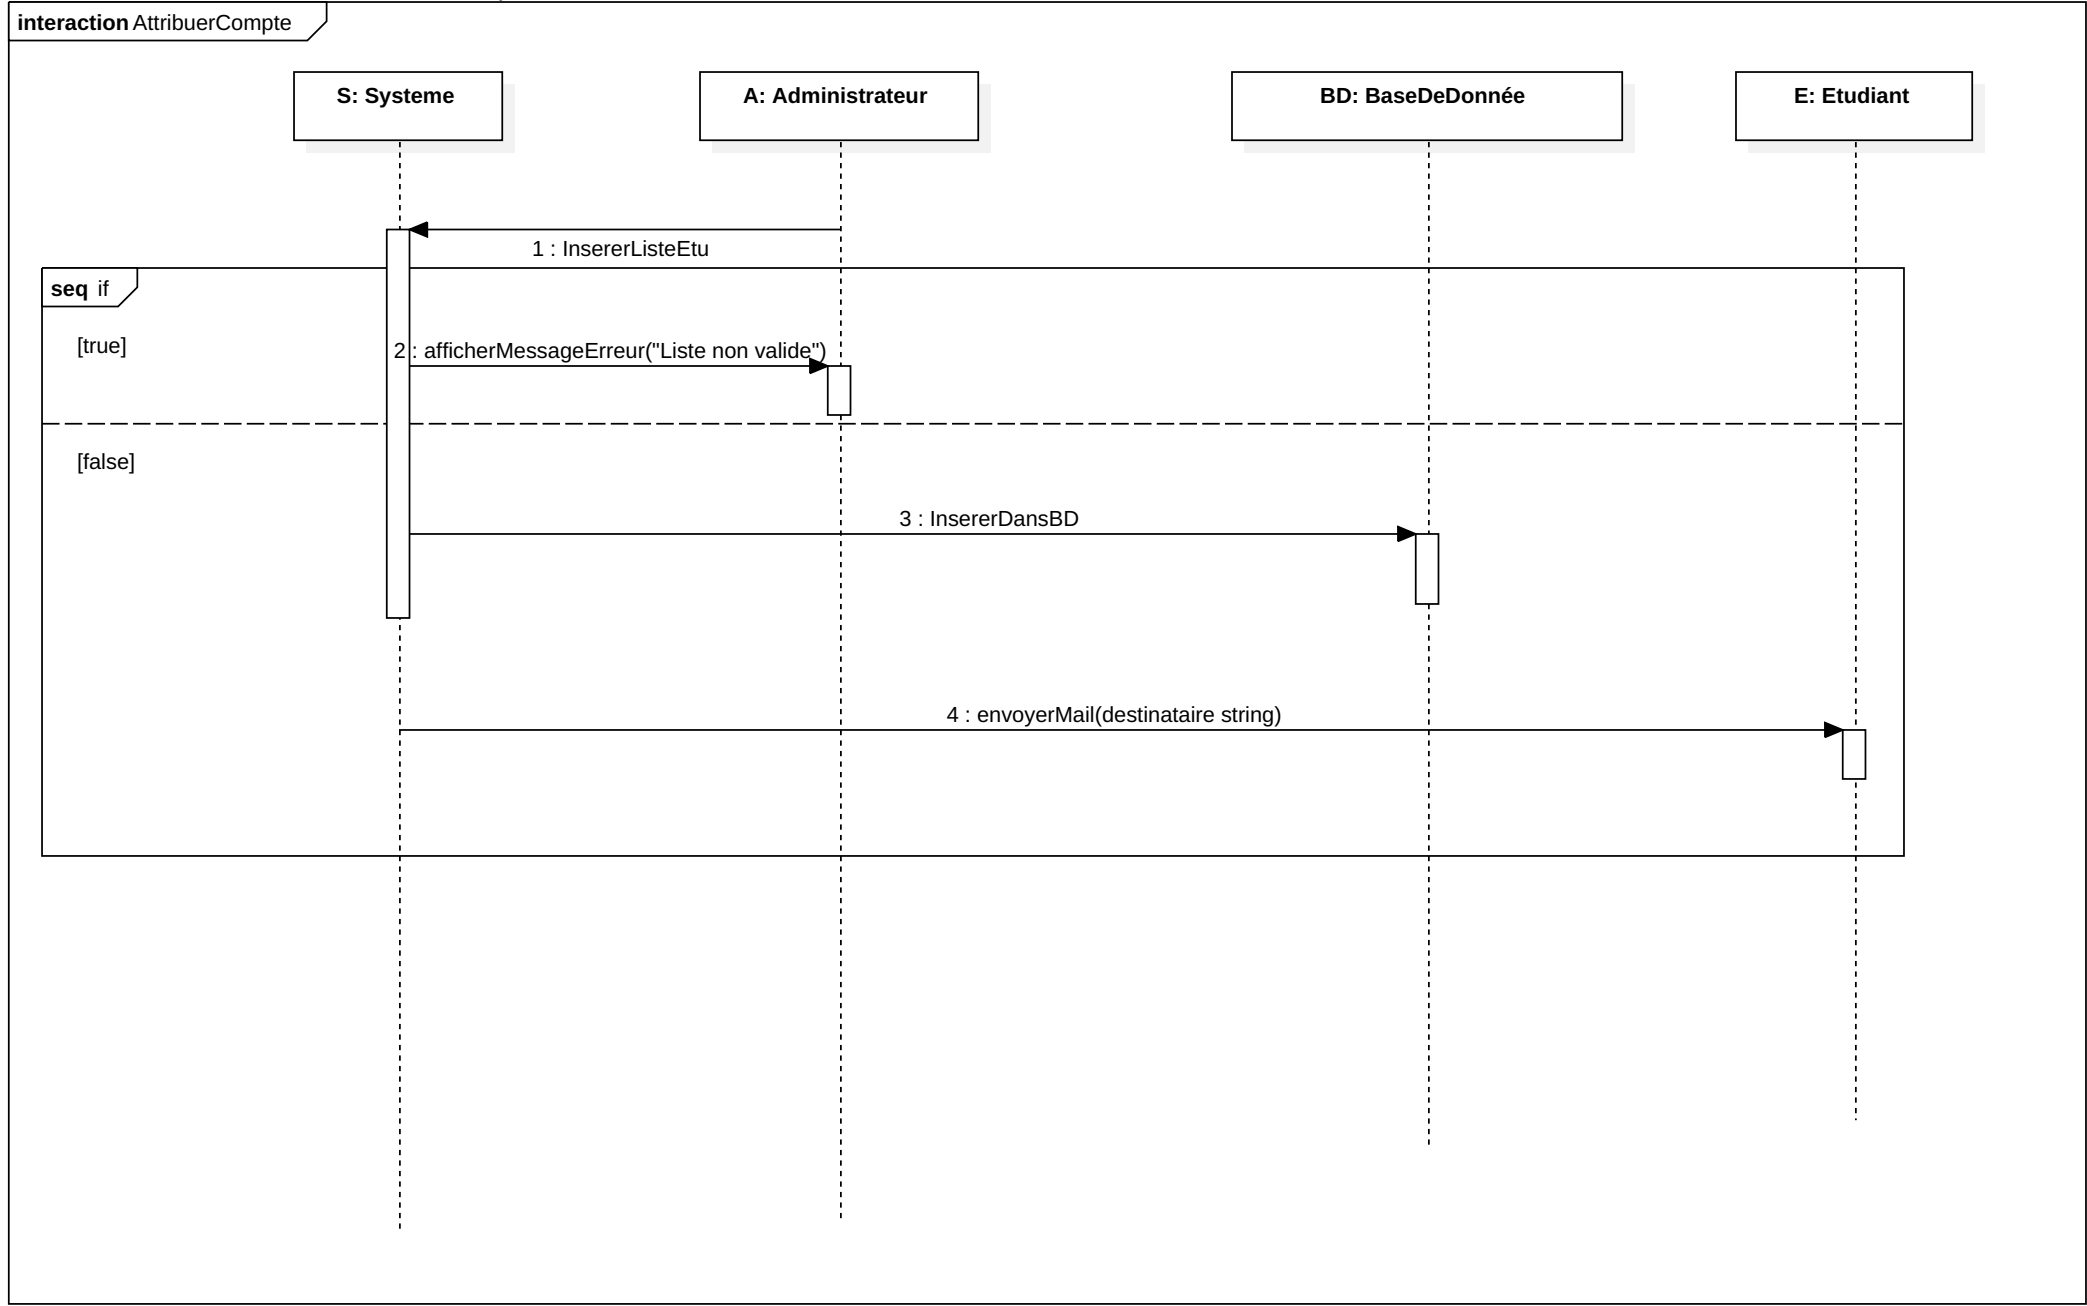 interaction AttribuerCompte
S: Systeme
A: Administrateur
BD: BaseDeDonnée
E: Etudiant
1 : InsererListeEtu
seq if
[true]
2 : afficherMessageErreur("Liste non valide")
[false]
3 : InsererDansBD
4 : envoyerMail(destinataire string)